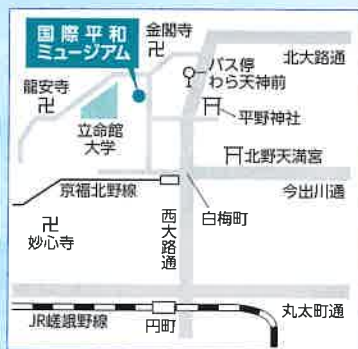 国際平和
ミュージアム
金閣寺
卍
北大路通
バス停
わら天神前
龍安寺
卍
平野神社
立命館
大学
北野天満宮
京福北野線
今出川通
卍
妙心寺
西大路通
白梅町
丸太町通
JR嵯峨野線
円町